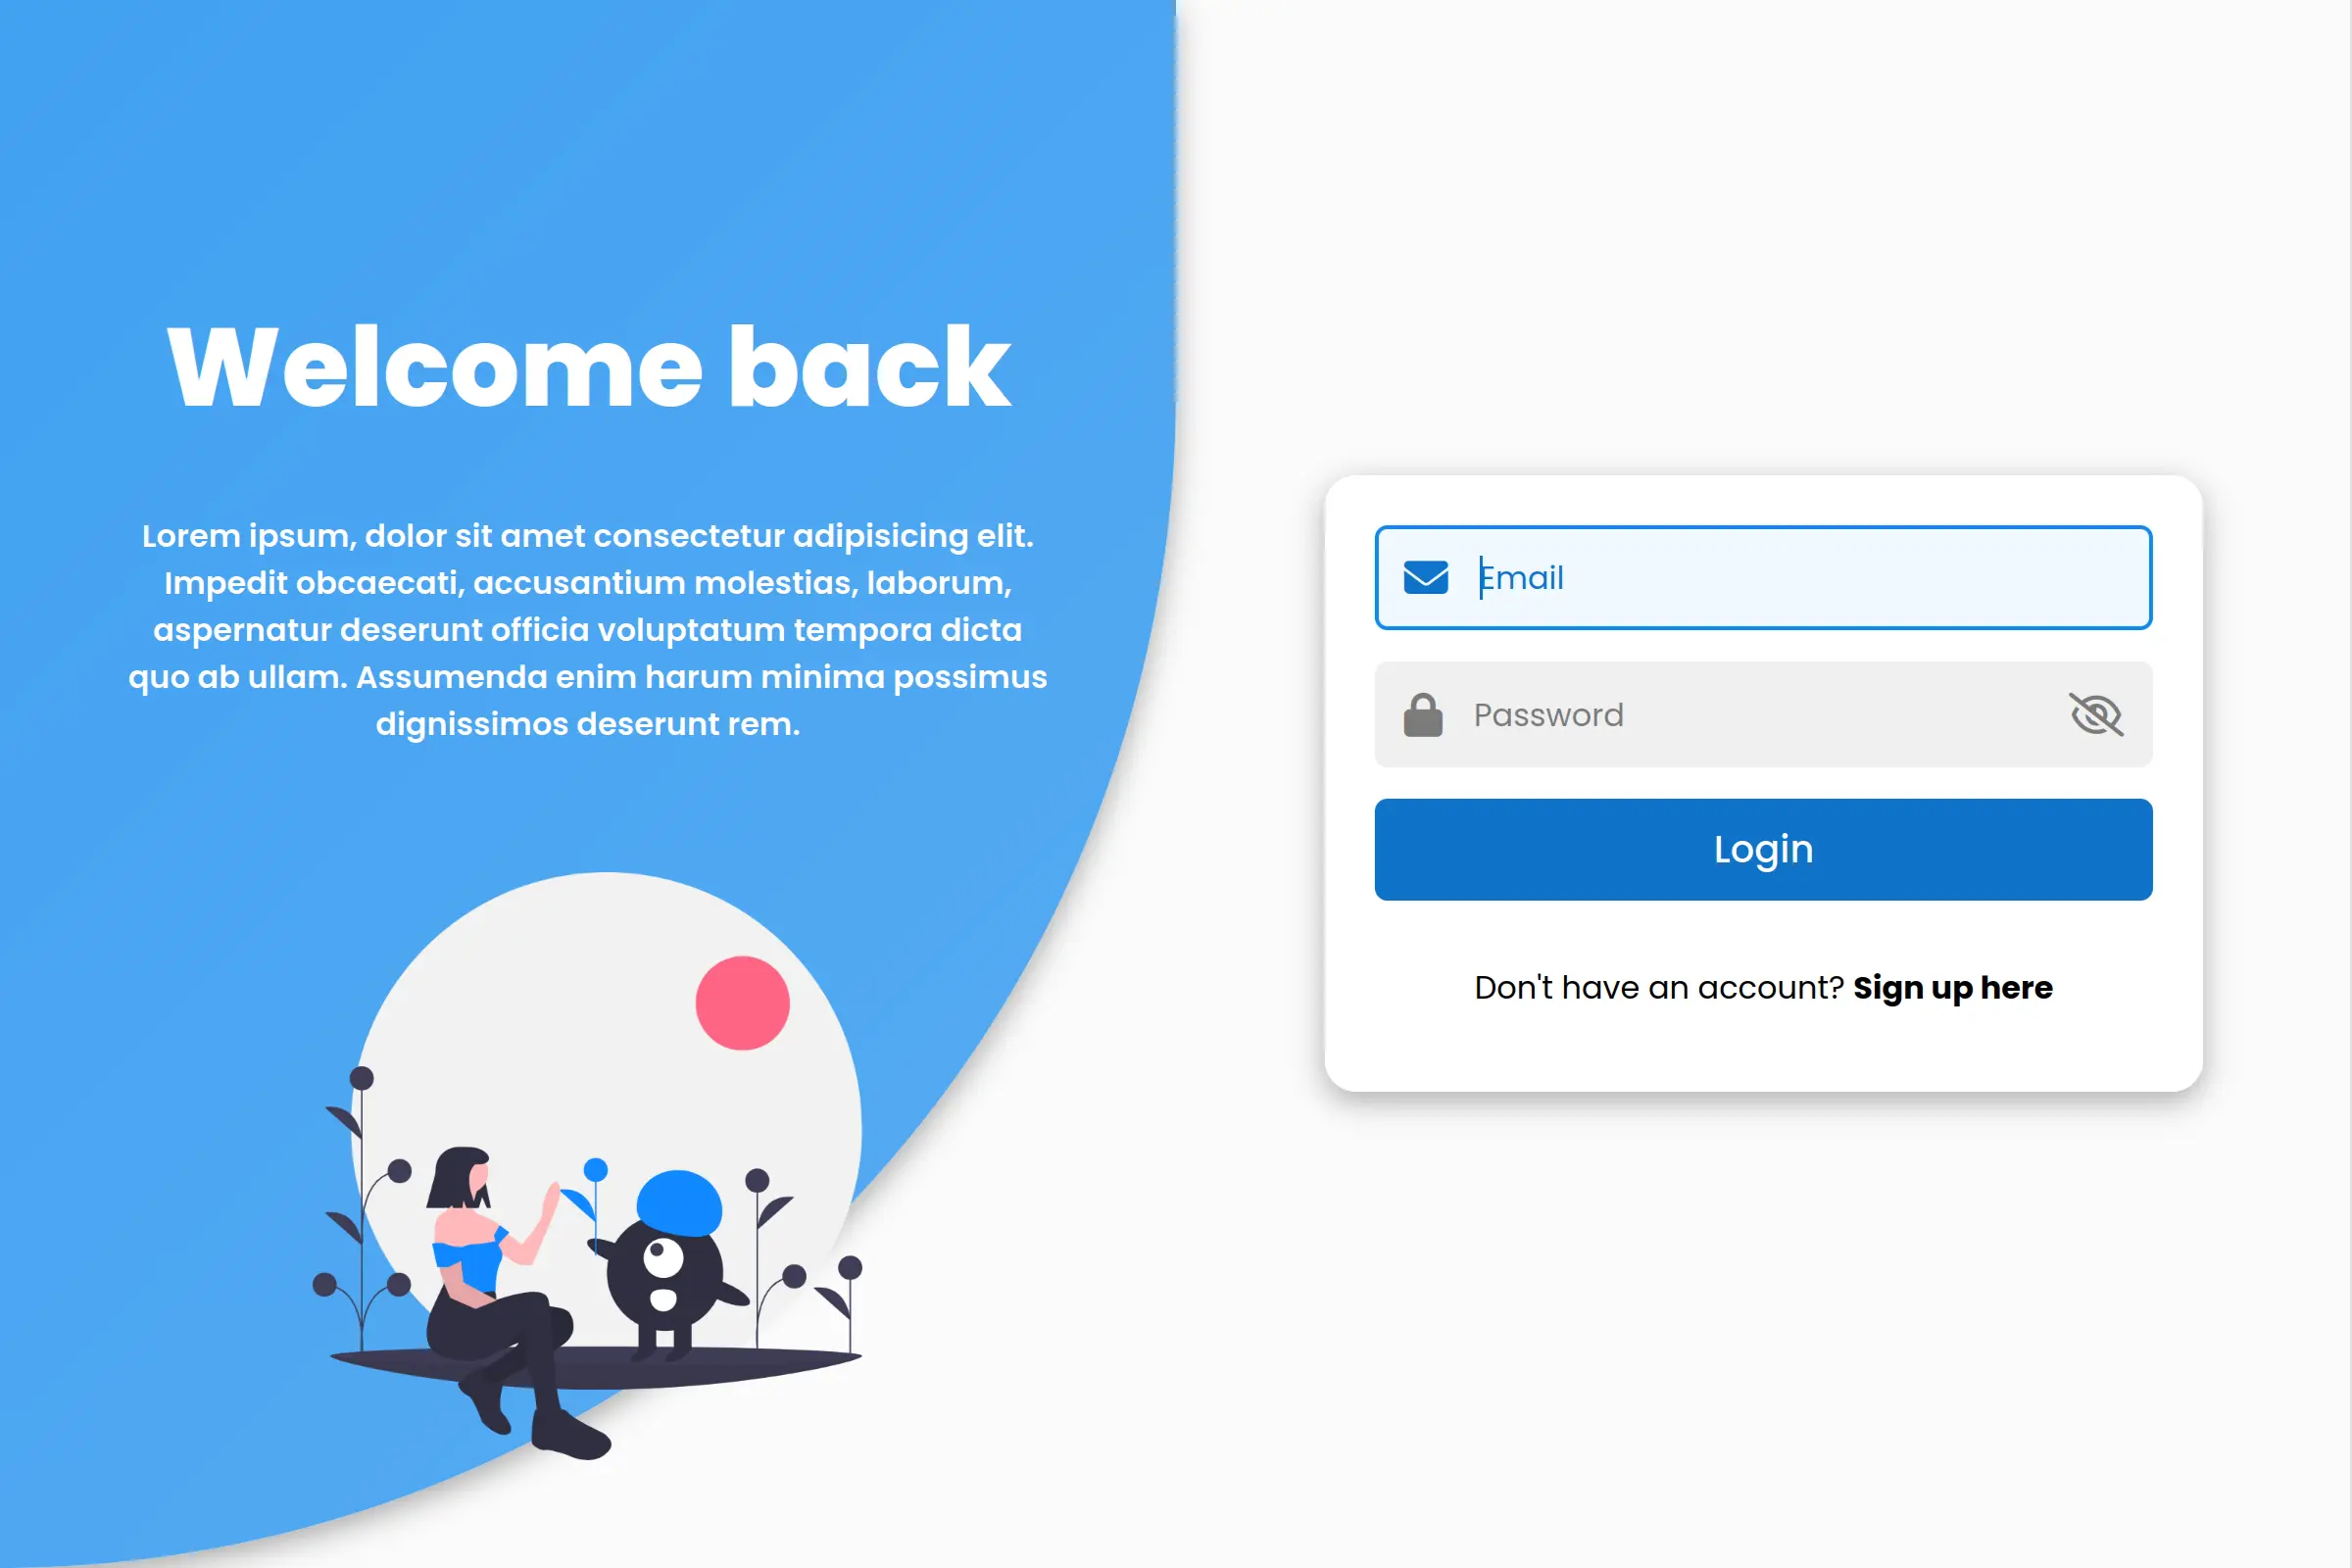 Welcome back
Lorem ipsum, dolor sit amet consectetur adipisicing elit.
Impedit obcaecati, accusantium molestias, laborum,
aspernatur deserunt officia voluptatum tempora dicta
quo ab ullam. Assumenda enim harum minima possimus
dignissimos deserunt rem.
Email
Password
Login
Don't have an account? Sign up here